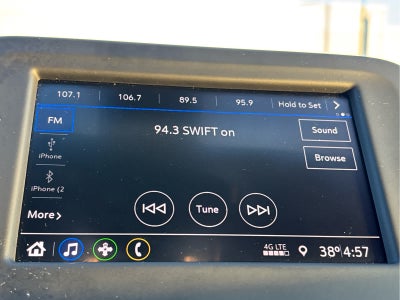 107.1 106.7 89.5 95.9 Hold to Set
FM
94.3 SWIFT on
Sound
iPhone
Browse
iPhone (2
More
Tune
4G LTE
38° 4:57